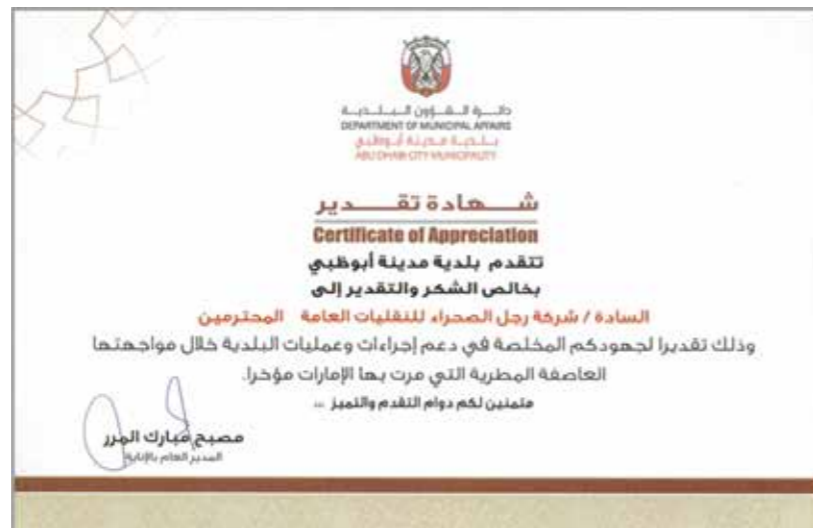 دائرة الشؤون البلدية
DEPARTMENT OF MUNICIPAL AFFAIRS
بلدية مدينة أبوظبي
ABU DHABI CITY MUNICIPALITY
شهادة تقدير
Certificate of Appreciation
تتقدم بلدية مدينة أبوظبي
بخالص الشكر والتقدير إلى
السادة / شركة رجل الصحراء للنقليات العامة المحترمين
وذلك تقديرا لجهودكم المخلصة في دعم إجراءات وعمليات البلدية خلال مواجهتها
العاصفة المطرية التي مرت بها الإمارات مؤخرا.
متمنين لكم دوام التقدم والتميز ...
مصبح مبارك المرر
المدير العام بالإنابة